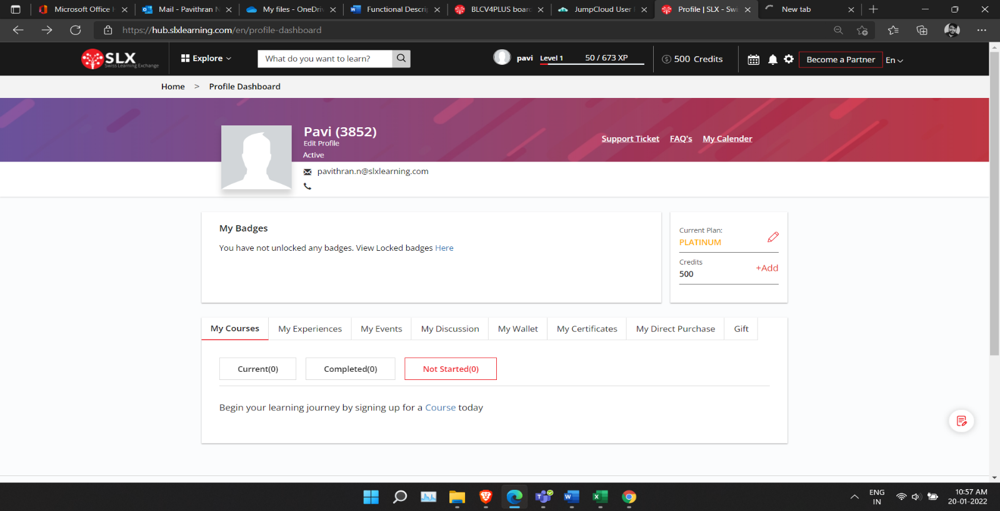 Microsoft Office
Mail - Pavithran N
My files - OneDriv
Functional Descrip
BLCV4PLUS board
JumpCloud User
Profile | SLX - Swi
New tab
https://hub.slxlearning.com/en/profile-dashboard
SLX
Swiss Learning Exchange
Explore
What do you want to learn?
pavi
Level 1
50 / 673 XP
500 Credits
Become a Partner
En
Home > Profile Dashboard
Pavi (3852)
Edit Profile
Active
Support Ticket
FAQ's
My Calender
pavithran.n@slxlearning.com
My Badges
You have not unlocked any badges. View Locked badges Here
Current Plan:
PLATINUM
Credits
500
+Add
My Courses
My Experiences
My Events
My Discussion
My Wallet
My Certificates
My Direct Purchase
Gift
Current(0)
Completed(0)
Not Started(0)
Begin your learning journey by signing up for a Course today
ENG
IN
10:57 AM
20-01-2022